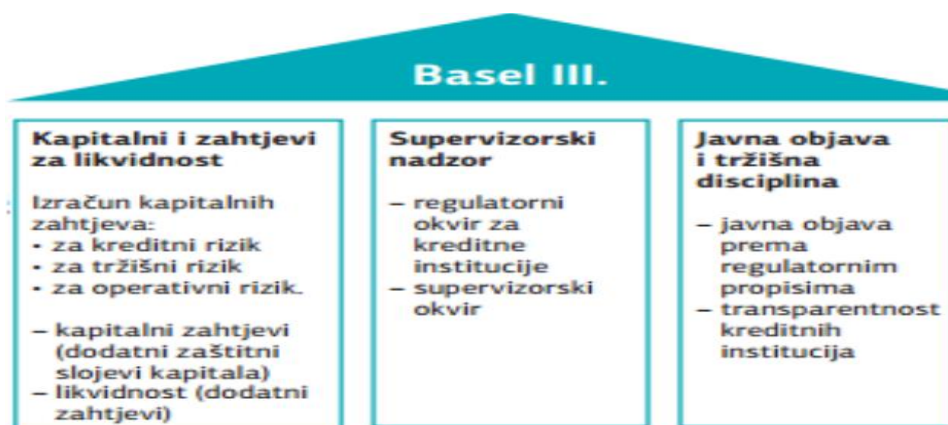 Basel III.
Kapitalni i zahtjevi
za likvidnost
Izračun kapitalnih
zahtjeva:
• za kreditni rizik
• za tržišni rizik
• za operativni rizik.
– kapitalni zahtjevi
(dodatni zaštitni
slojevi kapitala)
– likvidnost (dodatni
zahtjevi)
Supervizorski
nadzor
– regulatorni
okvir za
kreditne
institucije
– supervizorski
okvir
Javna objava
i tržišna
disciplina
– javna objava
prema
regulatornim
propisima
– transparentnost
kreditnih
institucija